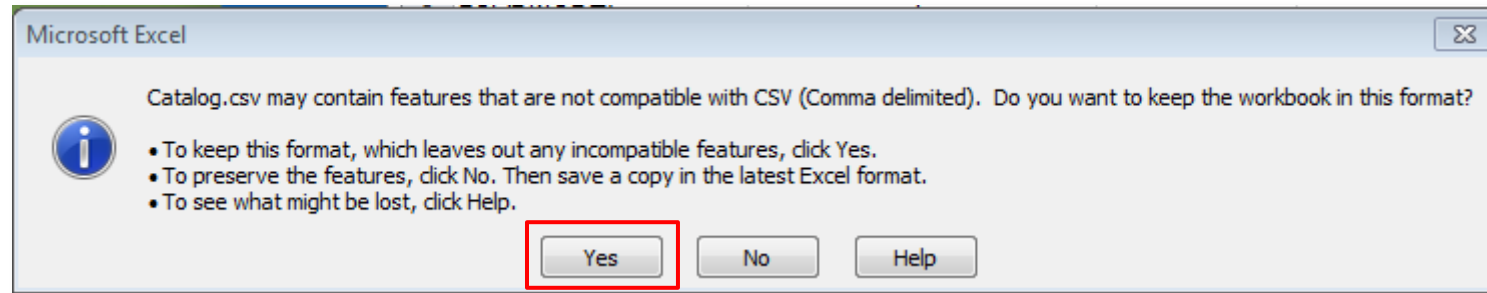 Microsoft Excel
Catalog.csv may contain features that are not compatible with CSV (Comma delimited).  Do you want to keep the workbook in this format?
• To keep this format, which leaves out any incompatible features, click Yes.
• To preserve the features, click No. Then save a copy in the latest Excel format.
• To see what might be lost, click Help.
Yes No Help